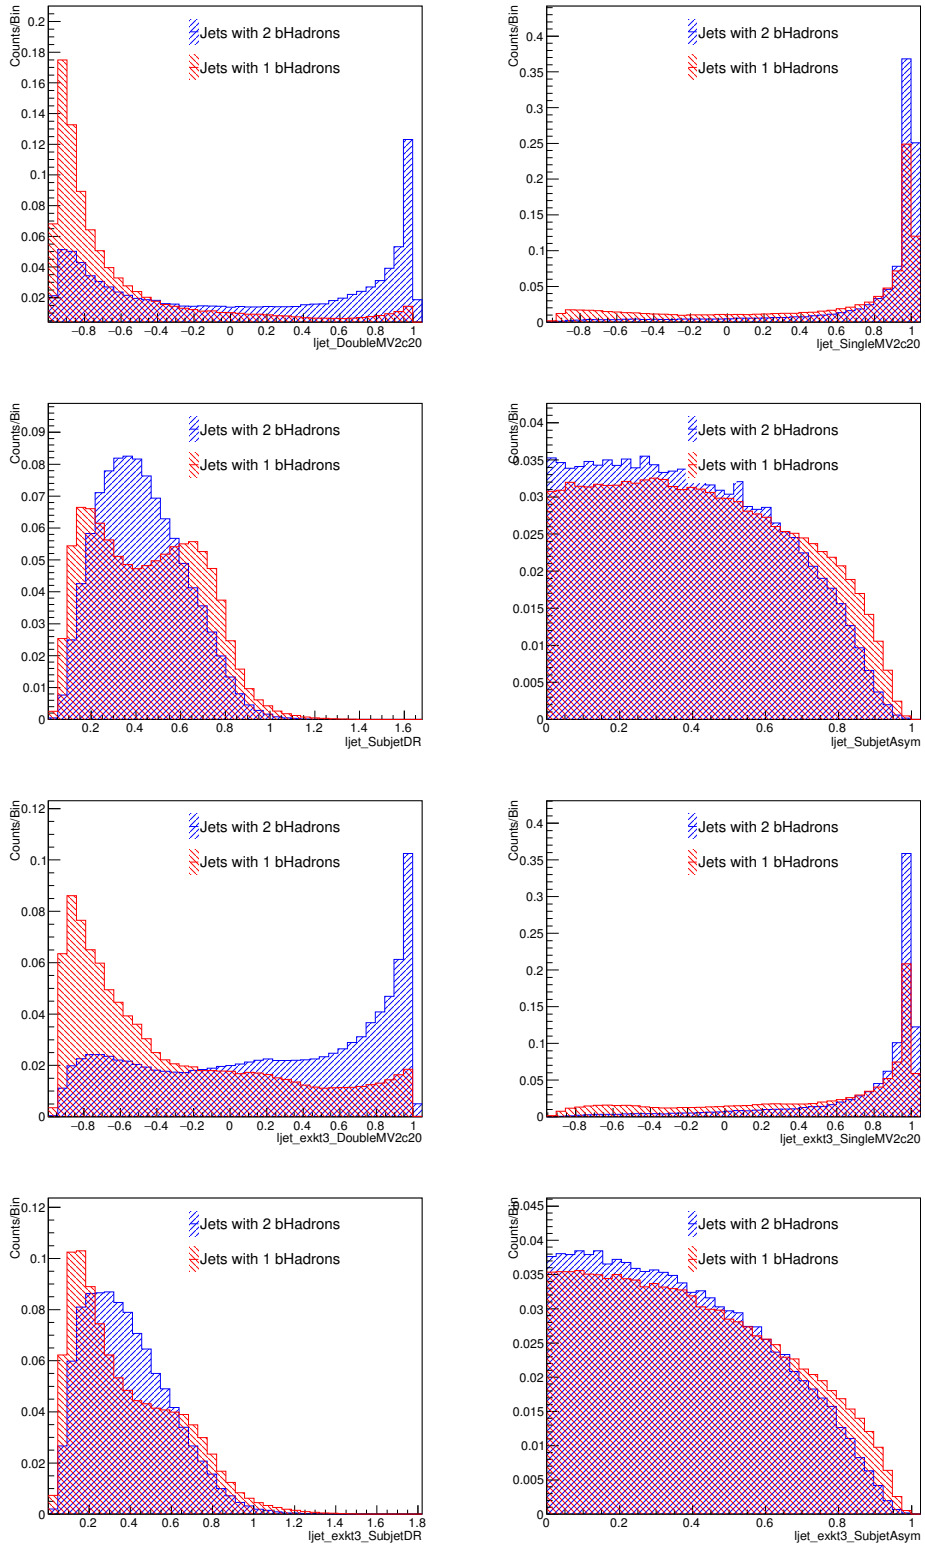 Counts/Bin
0.2
0.18
0.16
0.14
0.12
0.1
0.08
0.06
0.04
0.02
Jets with 2 bHadrons
Jets with 1 bHadrons
−0.8 −0.6 −0.4 −0.2 0 0.2 0.4 0.6 0.8 1
ljet_DoubleMV2c20
Counts/Bin
0.4
0.35
0.3
0.25
0.2
0.15
0.1
0.05
0
Jets with 2 bHadrons
Jets with 1 bHadrons
−0.8 −0.6 −0.4 −0.2 0 0.2 0.4 0.6 0.8 1
ljet_SingleMV2c20
Counts/Bin
0.09
0.08
0.07
0.06
0.05
0.04
0.03
0.02
0.01
0
Jets with 2 bHadrons
Jets with 1 bHadrons
0.2 0.4 0.6 0.8 1 1.2 1.4 1.6
ljet_SubjetDR
Counts/Bin
0.04
0.035
0.03
0.025
0.02
0.015
0.01
0.005
0
Jets with 2 bHadrons
Jets with 1 bHadrons
0 0.2 0.4 0.6 0.8 1
ljet_SubjetAsym
Counts/Bin
0.12
0.1
0.08
0.06
0.04
0.02
0
Jets with 2 bHadrons
Jets with 1 bHadrons
−0.8 −0.6 −0.4 −0.2 0 0.2 0.4 0.6 0.8 1
ljet_exkt3_DoubleMV2c20
Counts/Bin
0.4
0.35
0.3
0.25
0.2
0.15
0.1
0.05
0
Jets with 2 bHadrons
Jets with 1 bHadrons
−0.8 −0.6 −0.4 −0.2 0 0.2 0.4 0.6 0.8 1
ljet_exkt3_SingleMV2c20
Counts/Bin
0.12
0.1
0.08
0.06
0.04
0.02
0
Jets with 2 bHadrons
Jets with 1 bHadrons
0.2 0.4 0.6 0.8 1 1.2 1.4 1.6 1.8
ljet_exkt3_SubjetDR
Counts/Bin
0.045
0.04
0.035
0.03
0.025
0.02
0.015
0.01
0.005
0
Jets with 2 bHadrons
Jets with 1 bHadrons
0 0.2 0.4 0.6 0.8 1
ljet_exkt3_SubjetAsym